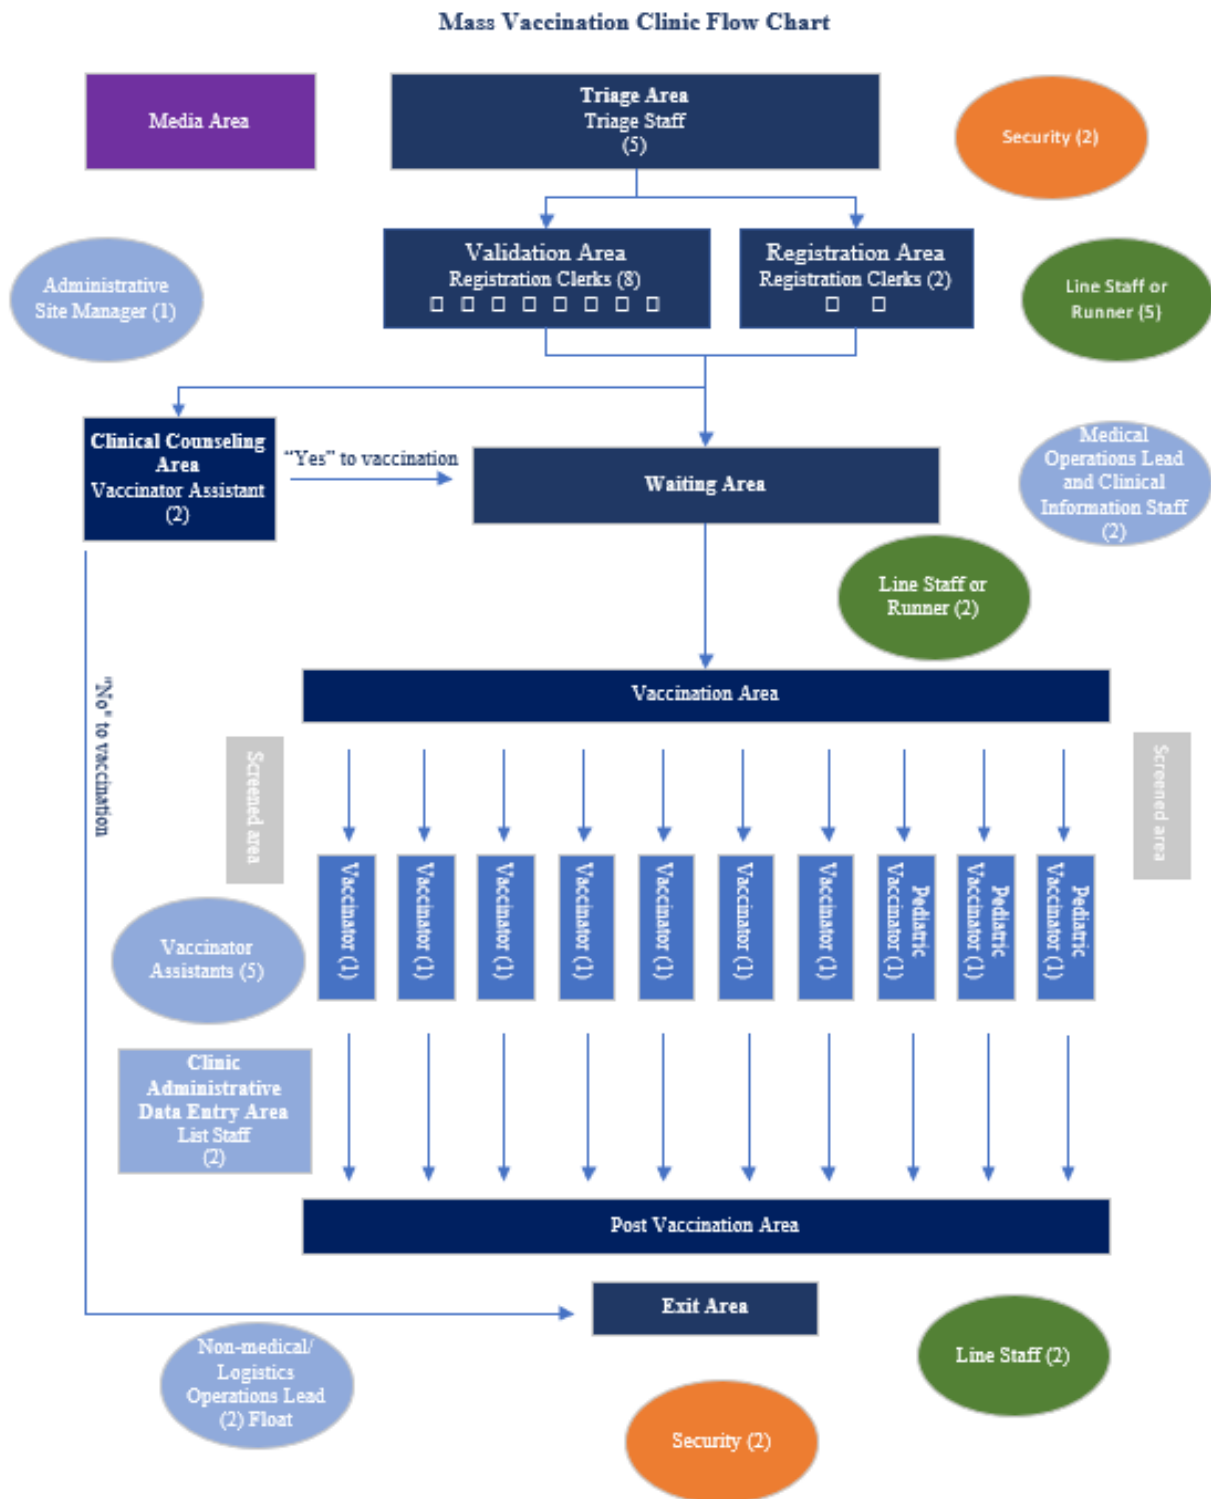 Mass Vaccination Clinic Flow Chart
Media Area
Triage Area
Triage Staff
(5)
Security (2)
Validation Area
Registration Clerks (8)
Registration Area
Registration Clerks (2)
Administrative
Site Manager (1)
Line Staff or
Runner (5)
Clinical Counseling
Area
Vaccinator Assistant
(2)
"Yes" to vaccination
Waiting Area
Medical
Operations Lead
and Clinical
Information Staff
(2)
Line Staff or
Runner (2)
"No" to vaccination
Vaccination Area
Screened area
Screened area
Vaccinator (1)
Vaccinator (1)
Vaccinator (1)
Vaccinator (1)
Vaccinator (1)
Vaccinator (1)
Vaccinator (1)
Pediatric
Vaccinator (1)
Pediatric
Vaccinator (1)
Pediatric
Vaccinator (1)
Vaccinator
Assistants (5)
Clinic
Administrative
Data Entry Area
List Staff
(2)
Post Vaccination Area
Exit Area
Non-medical/
Logistics
Operations Lead
(2) Float
Line Staff (2)
Security (2)